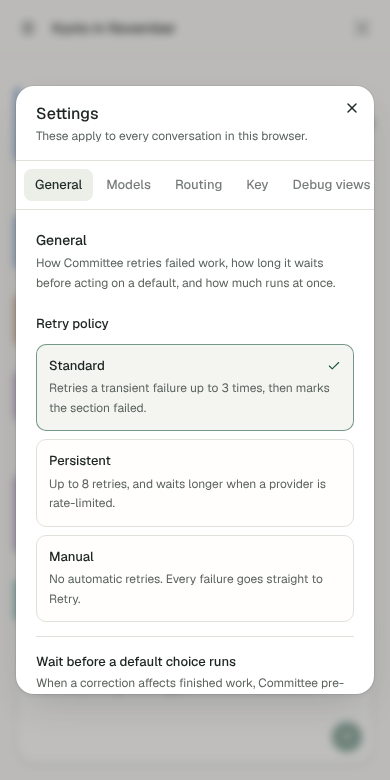 Kyoto in November
Settings
These apply to every conversation in this browser.
General Models Routing Key Debug views
General
How Committee retries failed work, how long it waits
before acting on a default, and how much runs at once.
Retry policy
Standard
Retries a transient failure up to 3 times, then marks
the section failed.
Persistent
Up to 8 retries, and waits longer when a provider is
rate-limited.
Manual
No automatic retries. Every failure goes straight to
Retry.
Wait before a default choice runs
When a correction affects finished work, Committee pre-